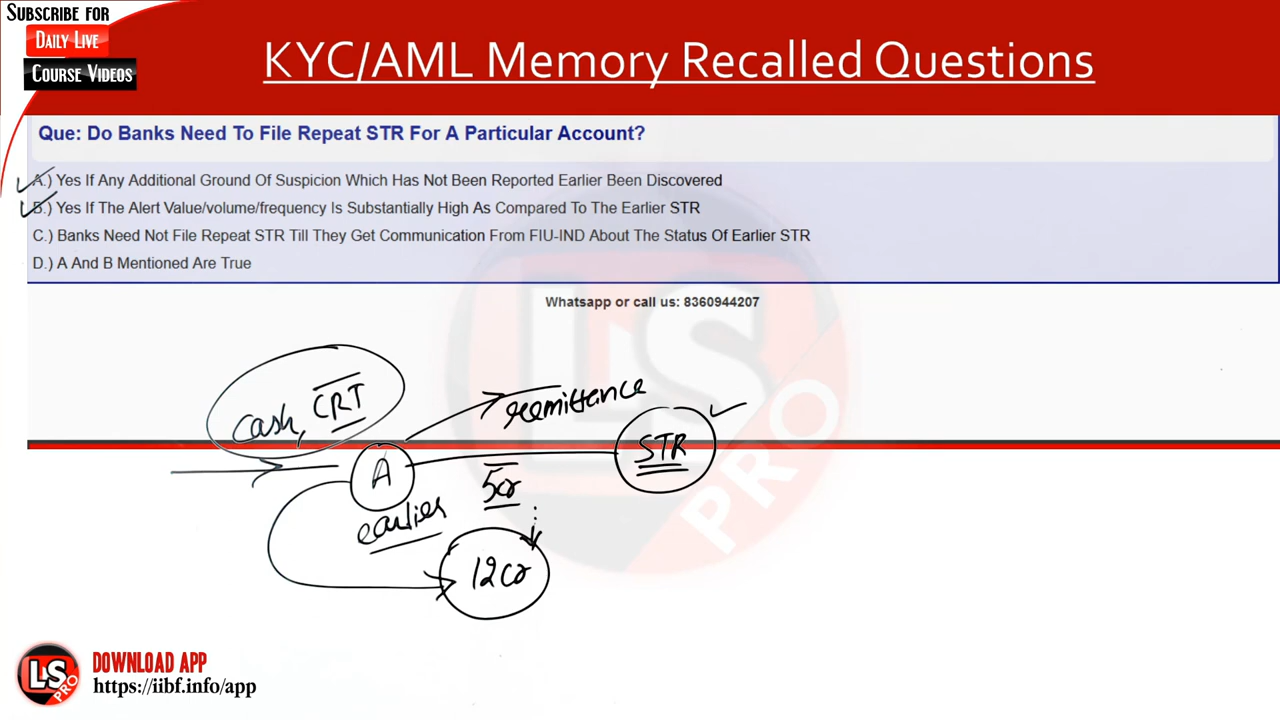 SUBSCRIBE FOR
DAILY LIVE
COURSE VIDEOS
KYC/AML Memory Recalled Questions
Que: Do Banks Need To File Repeat STR For A Particular Account?
A.) Yes If Any Additional Ground Of Suspicion Which Has Not Been Reported Earlier Been Discovered
B.) Yes If The Alert Value/volume/frequency Is Substantially High As Compared To The Earlier STR
C.) Banks Need Not File Repeat STR Till They Get Communication From FIU-IND About The Status Of Earlier STR
D.) A And B Mentioned Are True
Whatsapp or call us: 8360944207
LS
PRO
cash, CRT
remittance
A
STR
5cr
earlier
12cr
LS
PRO
DOWNLOAD APP
https://iibf.info/app